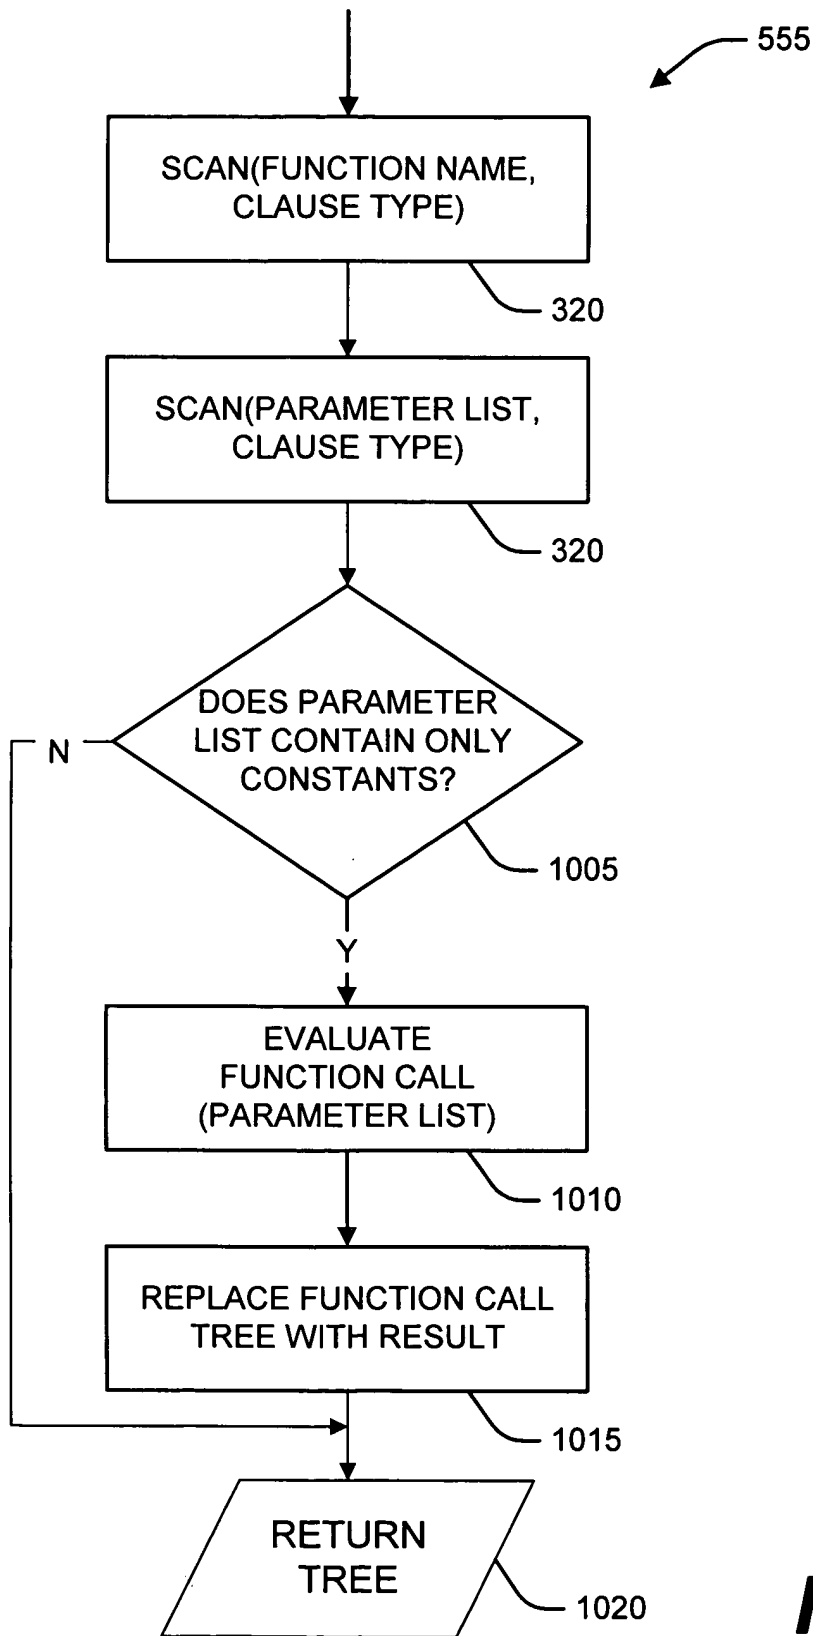 555
SCAN(FUNCTION NAME,
CLAUSE TYPE)
320
SCAN(PARAMETER LIST,
CLAUSE TYPE)
320
DOES PARAMETER
LIST CONTAIN ONLY
CONSTANTS?
N
1005
Y
EVALUATE
FUNCTION CALL
(PARAMETER LIST)
1010
REPLACE FUNCTION CALL
TREE WITH RESULT
1015
RETURN
TREE
1020